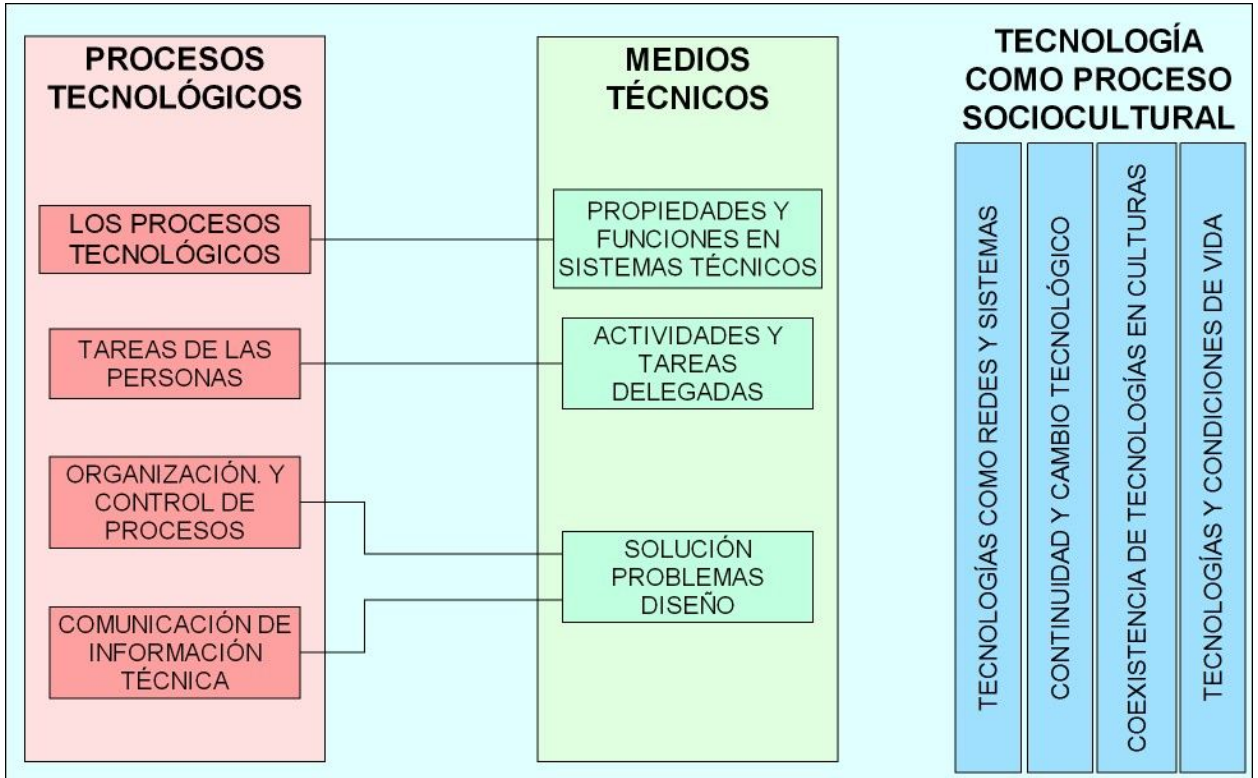 PROCESOS
TECNOLÓGICOS
LOS PROCESOS
TECNOLÓGICOS
TAREAS DE LAS
PERSONAS
ORGANIZACIÓN. Y
CONTROL DE
PROCESOS
COMUNICACIÓN DE
INFORMACIÓN
TÉCNICA
MEDIOS
TÉCNICOS
PROPIEDADES Y
FUNCIONES EN
SISTEMAS TÉCNICOS
ACTIVIDADES Y
TAREAS
DELEGADAS
SOLUCIÓN
PROBLEMAS
DISEÑO
TECNOLOGÍA
COMO PROCESO
SOCIOCULTURAL
TECNOLOGÍAS COMO REDES Y SISTEMAS
CONTINUIDAD Y CAMBIO TECNOLÓGICO
COEXISTENCIA DE TECNOLOGÍAS EN CULTURAS
TECNOLOGÍAS Y CONDICIONES DE VIDA